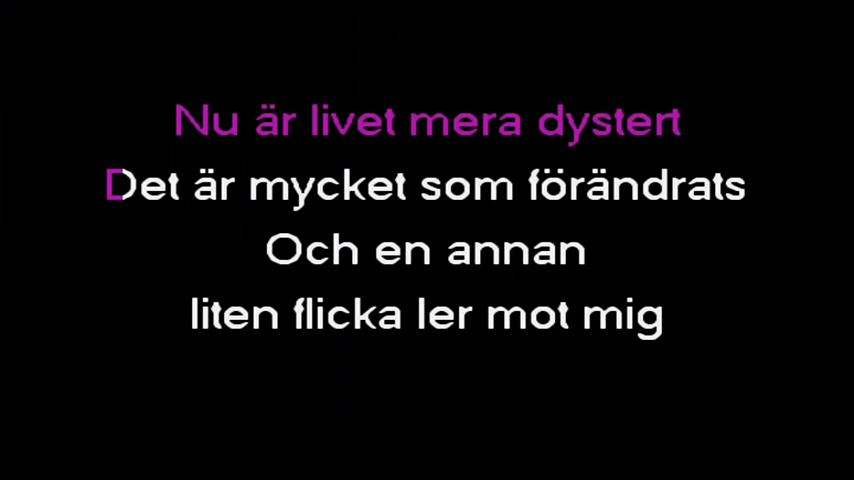 Nu är livet mera dystert
Det är mycket som förändrats
Och en annan
liten flicka ler mot mig